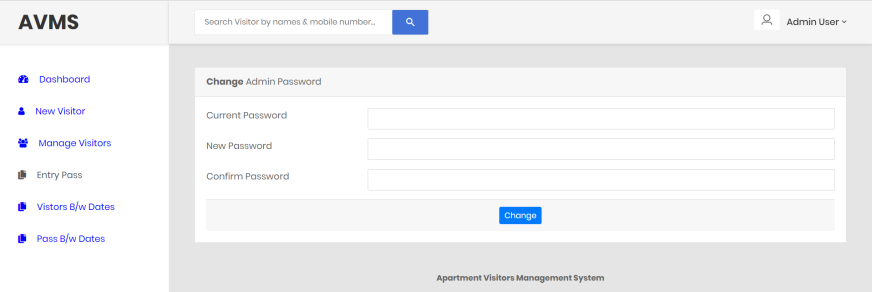 AVMS
Search Visitor by names & mobile number...
Admin User
Dashboard
New Visitor
Manage Visitors
Entry Pass
Vistors B/w Dates
Pass B/w Dates
Change Admin Password
Current Password
New Password
Confirm Password
Change
Apartment Visitors Management System